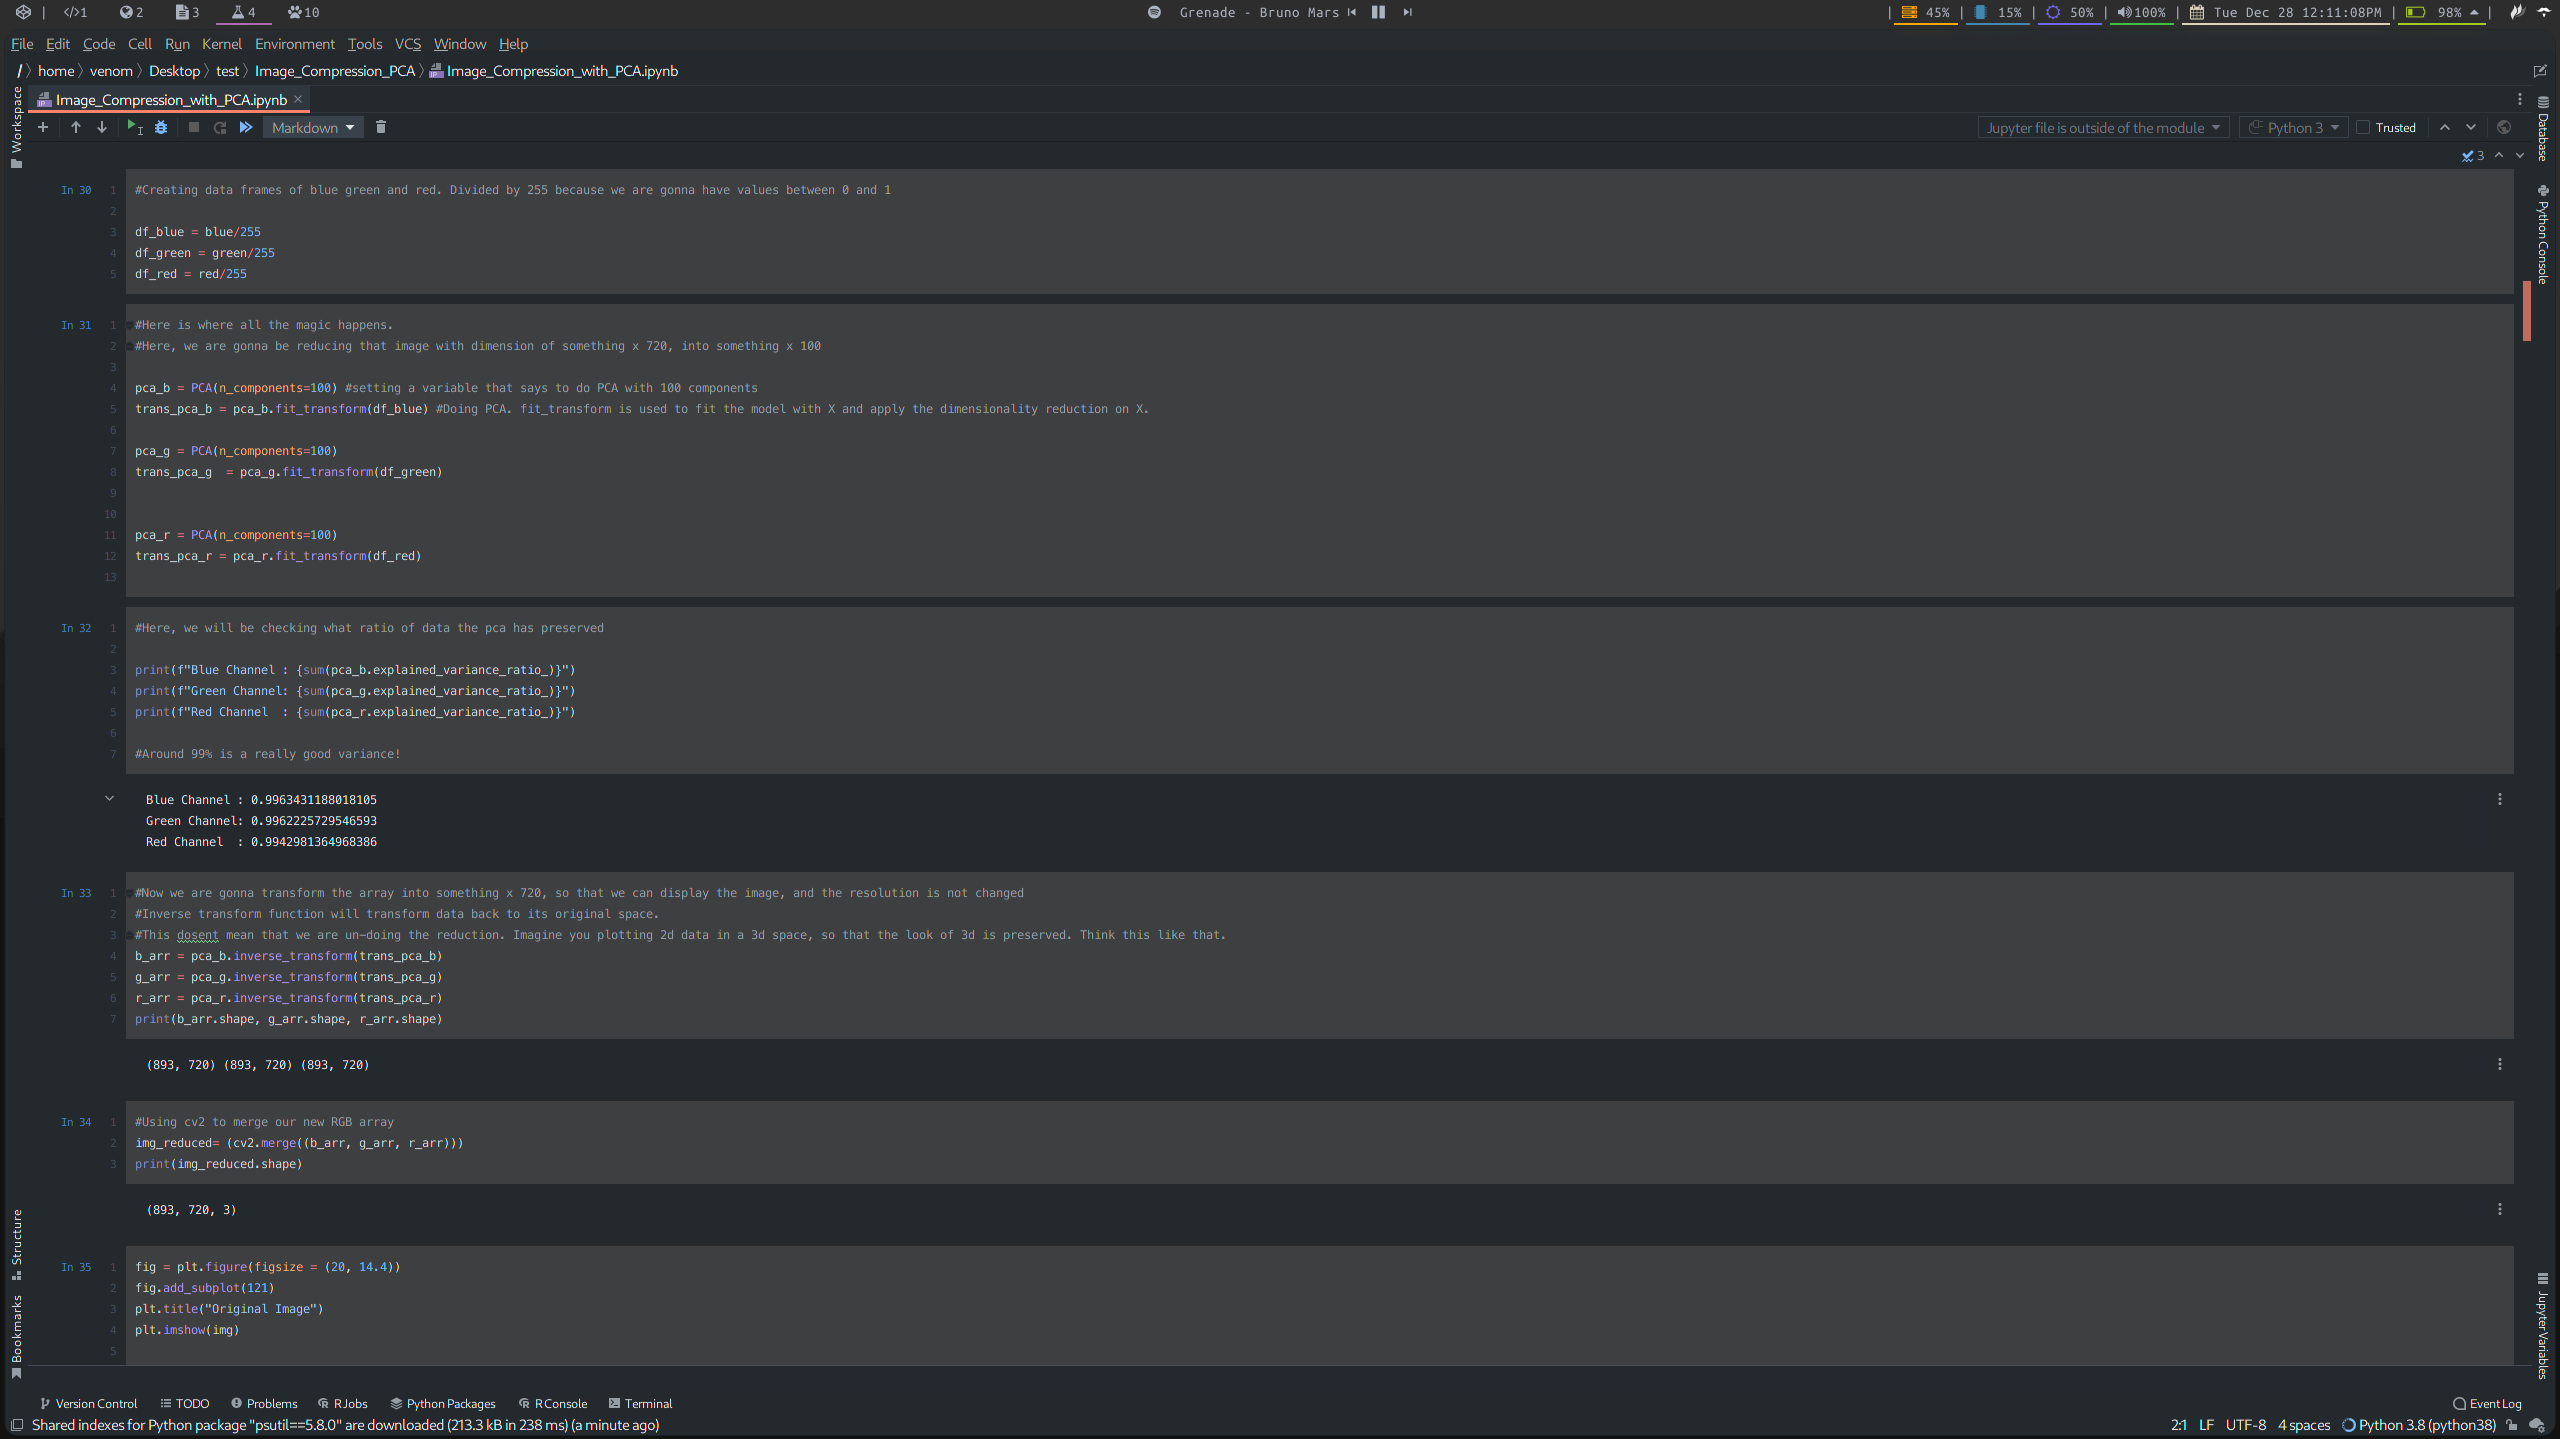 </>1 2 3 4 10
Grenade - Bruno Mars
45% | 15% | 50% | 100% | Tue Dec 28 12:11:08PM | 98%
File Edit Code Cell Run Kernel Environment Tools VCS Window Help
/ home venom Desktop test Image_Compression_PCA Image_Compression_with_PCA.ipynb
Image_Compression_with_PCA.ipynb
Markdown
Jupyter file is outside of the module
Python 3
Trusted
3
Workspace
Database
Python Console
In 30
1 #Creating data frames of blue green and red. Divided by 255 because we are gonna have values between 0 and 1
2
3 df_blue = blue/255
4 df_green = green/255
5 df_red = red/255
In 31
1 #Here is where all the magic happens.
2 #Here, we are gonna be reducing that image with dimension of something x 720, into something x 100
3
4 pca_b = PCA(n_components=100) #setting a variable that says to do PCA with 100 components
5 trans_pca_b = pca_b.fit_transform(df_blue) #Doing PCA. fit_transform is used to fit the model with X and apply the dimensionality reduction on X.
6
7 pca_g = PCA(n_components=100)
8 trans_pca_g  = pca_g.fit_transform(df_green)
9
10
11 pca_r = PCA(n_components=100)
12 trans_pca_r = pca_r.fit_transform(df_red)
13
In 32
1 #Here, we will be checking what ratio of data the pca has preserved
2
3 print(f"Blue Channel : {sum(pca_b.explained_variance_ratio_)}")
4 print(f"Green Channel: {sum(pca_g.explained_variance_ratio_)}")
5 print(f"Red Channel  : {sum(pca_r.explained_variance_ratio_)}")
6
7 #Around 99% is a really good variance!
Blue Channel : 0.9963431188018105
Green Channel: 0.9962225729546593
Red Channel  : 0.9942981364968386
In 33
1 #Now we are gonna transform the array into something x 720, so that we can display the image, and the resolution is not changed
2 #Inverse transform function will transform data back to its original space.
3 #This dosent mean that we are un-doing the reduction. Imagine you plotting 2d data in a 3d space, so that the look of 3d is preserved. Think this like that.
4 b_arr = pca_b.inverse_transform(trans_pca_b)
5 g_arr = pca_g.inverse_transform(trans_pca_g)
6 r_arr = pca_r.inverse_transform(trans_pca_r)
7 print(b_arr.shape, g_arr.shape, r_arr.shape)
(893, 720) (893, 720) (893, 720)
In 34
1 #Using cv2 to merge our new RGB array
2 img_reduced= (cv2.merge((b_arr, g_arr, r_arr)))
3 print(img_reduced.shape)
(893, 720, 3)
In 35
1 fig = plt.figure(figsize = (20, 14.4))
2 fig.add_subplot(121)
3 plt.title("Original Image")
4 plt.imshow(img)
5
Structure
Bookmarks
Jupyter Variables
Version Control TODO Problems R Jobs Python Packages R Console Terminal Event Log
Shared indexes for Python package "psutil==5.8.0" are downloaded (213.3 kB in 238 ms) (a minute ago)
2:1 LF UTF-8 4 spaces Python 3.8 (python38)